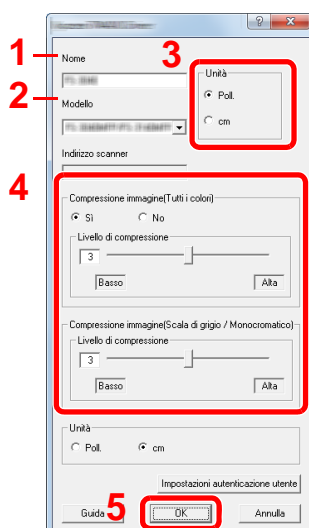 1
Nome
3
Unità
2
Poll.
Modello
cm
Indirizzo scanner
4
Compressione immagine(Tutti i colori)
Sì No
Livello di compressione
3
Basso Alta
Compressione immagine(Scala di grigio / Monocromatico)
Livello di compressione
3
Basso Alta
Unità
Poll. cm
Impostazioni autenticazione utente
Guida 5 OK Annulla